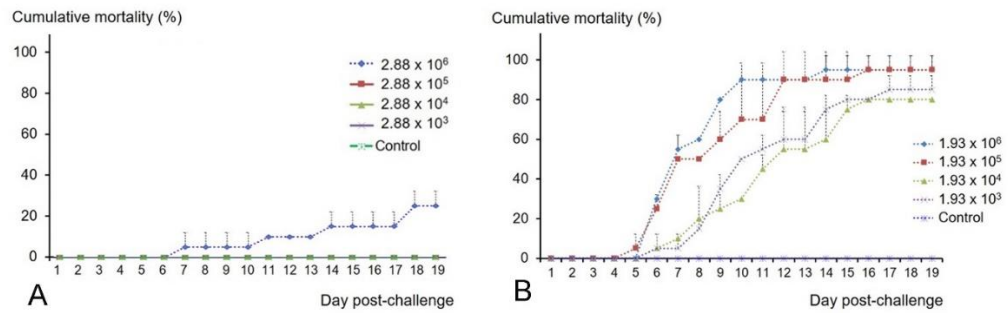 Cumulative mortality (%)
100
80
60
40
20
0
2.88 x 10⁶
2.88 x 10⁵
2.88 x 10⁴
2.88 x 10³
Control
1 2 3 4 5 6 7 8 9 10 11 12 13 14 15 16 17 18 19
A
Day post-challenge
Cumulative mortality (%)
100
80
60
40
20
0
1.93 x 10⁶
1.93 x 10⁵
1.93 x 10⁴
1.93 x 10³
Control
1 2 3 4 5 6 7 8 9 10 11 12 13 14 15 16 17 18 19
B
Day post-challenge